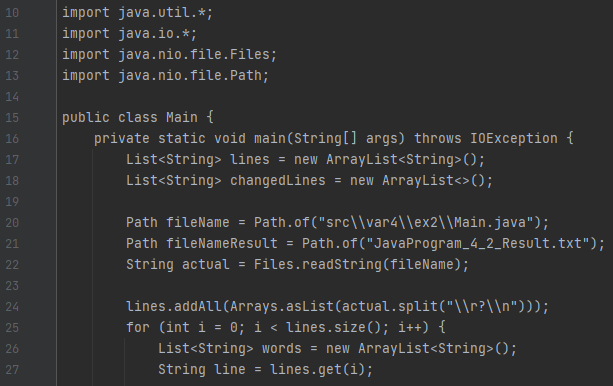 10 import java.util.*;
11 import java.io.*;
12 import java.nio.file.Files;
13 import java.nio.file.Path;
14
15 public class Main {
16     private static void main(String[] args) throws IOException {
17         List<String> lines = new ArrayList<String>();
18         List<String> changedLines = new ArrayList<>();
19
20         Path fileName = Path.of("src\\var4\\ex2\\Main.java");
21         Path fileNameResult = Path.of("JavaProgram_4_2_Result.txt");
22         String actual = Files.readString(fileName);
23
24         lines.addAll(Arrays.asList(actual.split("\\r?\\n")));
25         for (int i = 0; i < lines.size(); i++) {
26             List<String> words = new ArrayList<String>();
27             String line = lines.get(i);